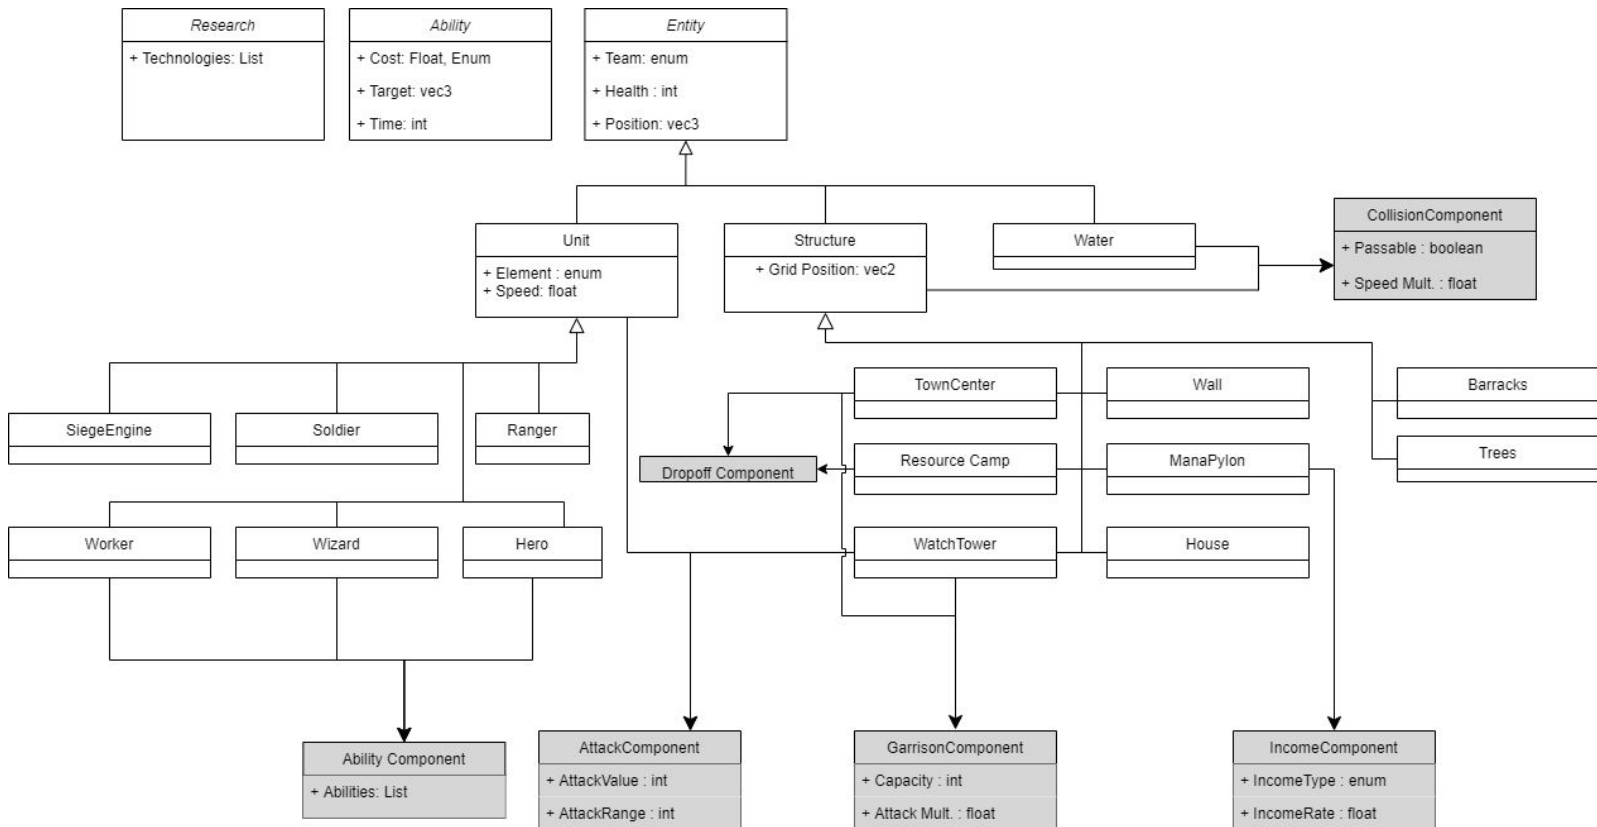 Research
+ Technologies: List
Ability
+ Cost: Float, Enum
+ Target: vec3
+ Time: int
Entity
+ Team: enum
+ Health : int
+ Position: vec3
Unit
+ Element : enum
+ Speed: float
Structure
+ Grid Position: vec2
Water
CollisionComponent
+ Passable : boolean
+ Speed Mult. : float
SiegeEngine
Soldier
Ranger
TownCenter
Wall
Barracks
Dropoff Component
Resource Camp
ManaPylon
Trees
Worker
Wizard
Hero
WatchTower
House
Ability Component
+ Abilities: List
AttackComponent
+ AttackValue : int
+ AttackRange : int
GarrisonComponent
+ Capacity : int
+ Attack Mult. : float
IncomeComponent
+ IncomeType : enum
+ IncomeRate : float